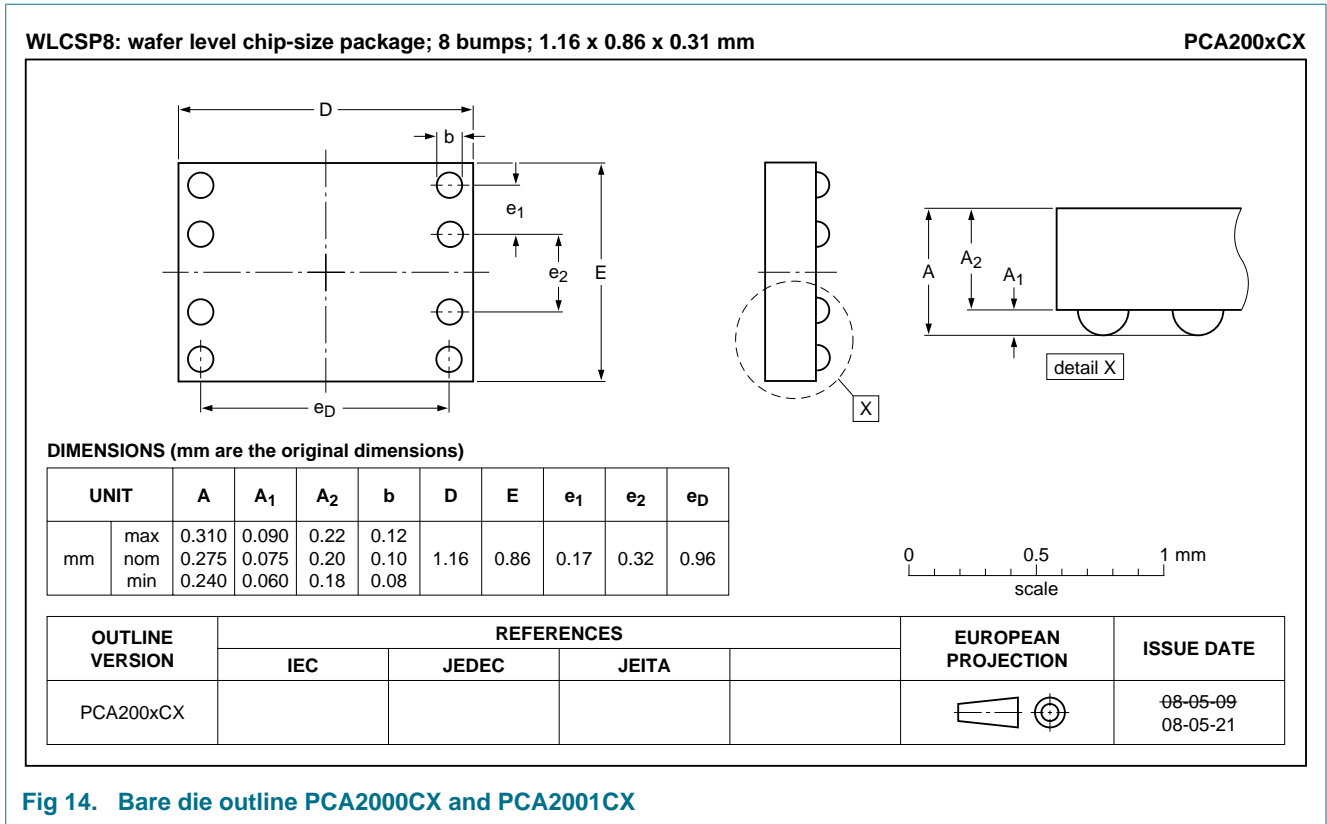 WLCSP8: wafer level chip-size package; 8 bumps; 1.16 x 0.86 x 0.31 mm PCA200xCX
D
b
e1
e2
E
eD
X
A
A2
A1
detail X
DIMENSIONS (mm are the original dimensions)
UNIT A A1 A2 b D E e1 e2 eD
mm
max 0.310 0.090 0.22 0.12
nom 0.275 0.075 0.20 0.10 1.16 0.86 0.17 0.32 0.96
min 0.240 0.060 0.18 0.08
0 0.5 1 mm
scale
OUTLINE VERSION
REFERENCES
EUROPEAN PROJECTION
ISSUE DATE
IEC JEDEC JEITA
PCA200xCX
08-05-09
08-05-21
Fig 14. Bare die outline PCA2000CX and PCA2001CX